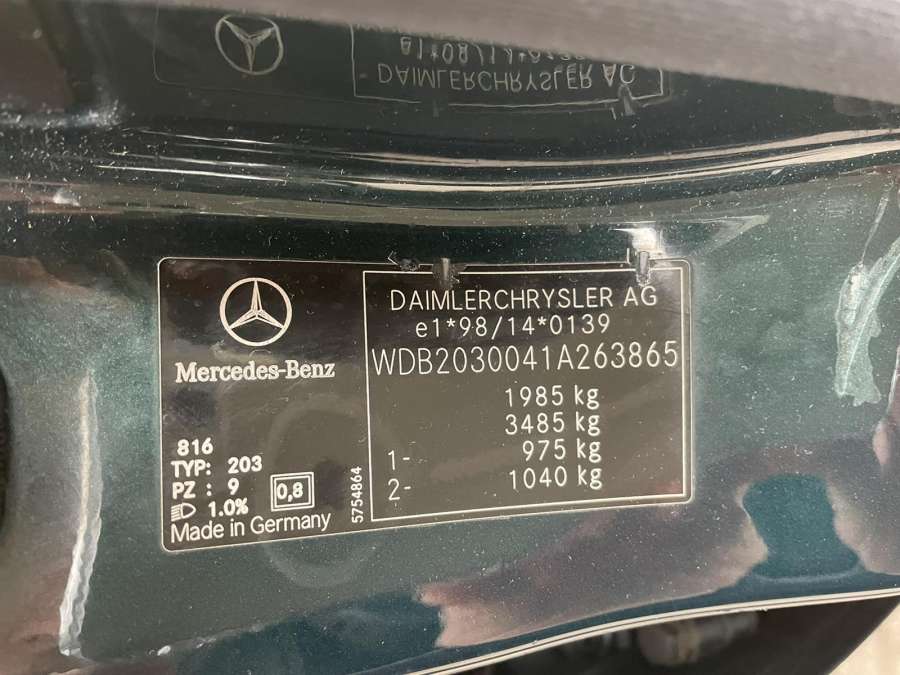 DAIMLERCHRYSLER AG
DAIMLERCHRYSLER AG
e1*98/14*0139
WDB2030041A263865
1985 kg
3485 kg
1- 975 kg
2- 1040 kg
Mercedes-Benz
816
TYP: 203
PZ : 9
0,8
1.0%
Made in Germany
5754864